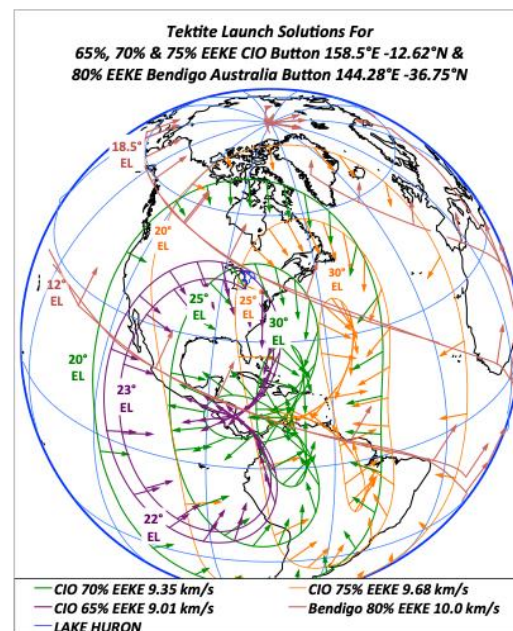 Tektite Launch Solutions For
65%, 70% & 75% EEKE CIO Button 158.5°E -12.62°N &
80% EEKE Bendigo Australia Button 144.28°E -36.75°N
18.5°
EL
20°
EL
30°
EL
12°
EL
25°
EL
25°
EL
30°
EL
20°
EL
23°
EL
22°
EL
CIO 70% EEKE 9.35 km/s
CIO 75% EEKE 9.68 km/s
CIO 65% EEKE 9.01 km/s
Bendigo 80% EEKE 10.0 km/s
LAKE HURON